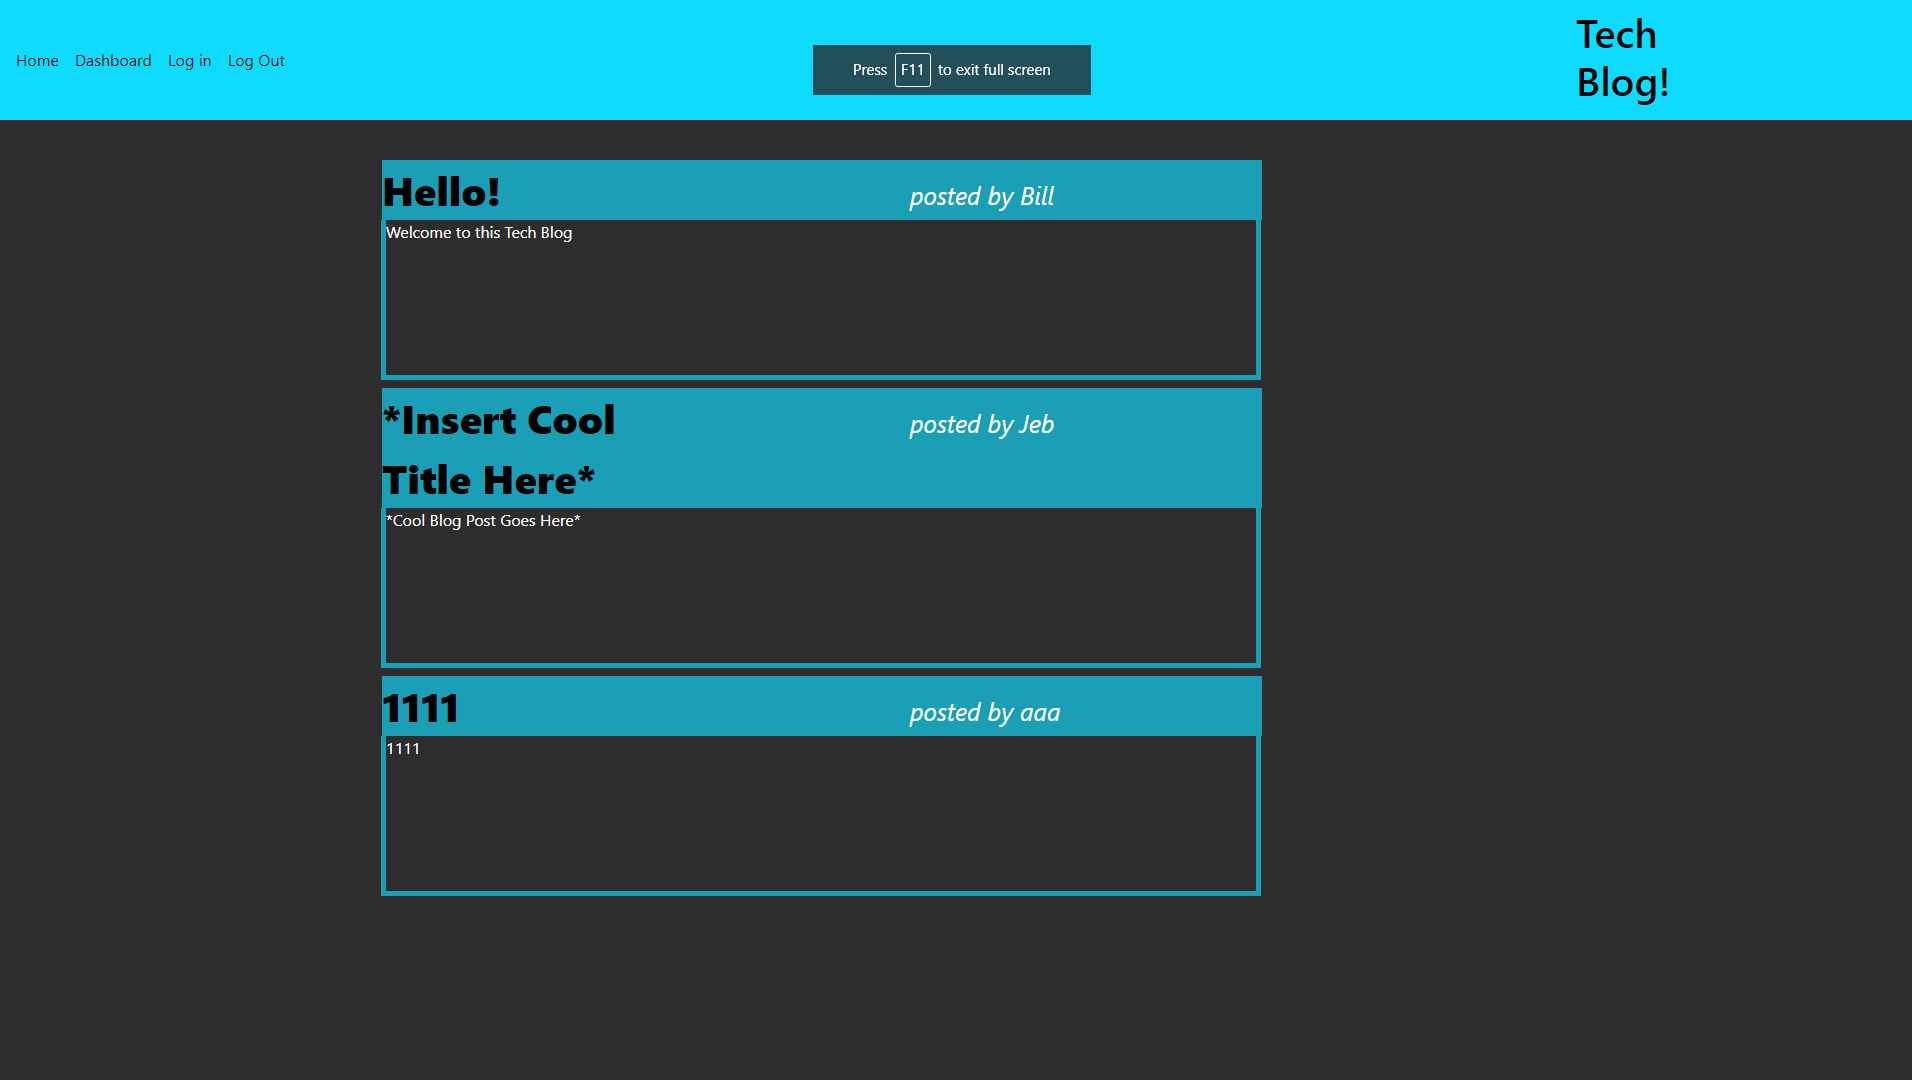 Home Dashboard Log in Log Out
Press F11 to exit full screen
Tech
Blog!
Hello! posted by Bill
Welcome to this Tech Blog
*Insert Cool posted by Jeb
Title Here*
*Cool Blog Post Goes Here*
1111 posted by aaa
1111